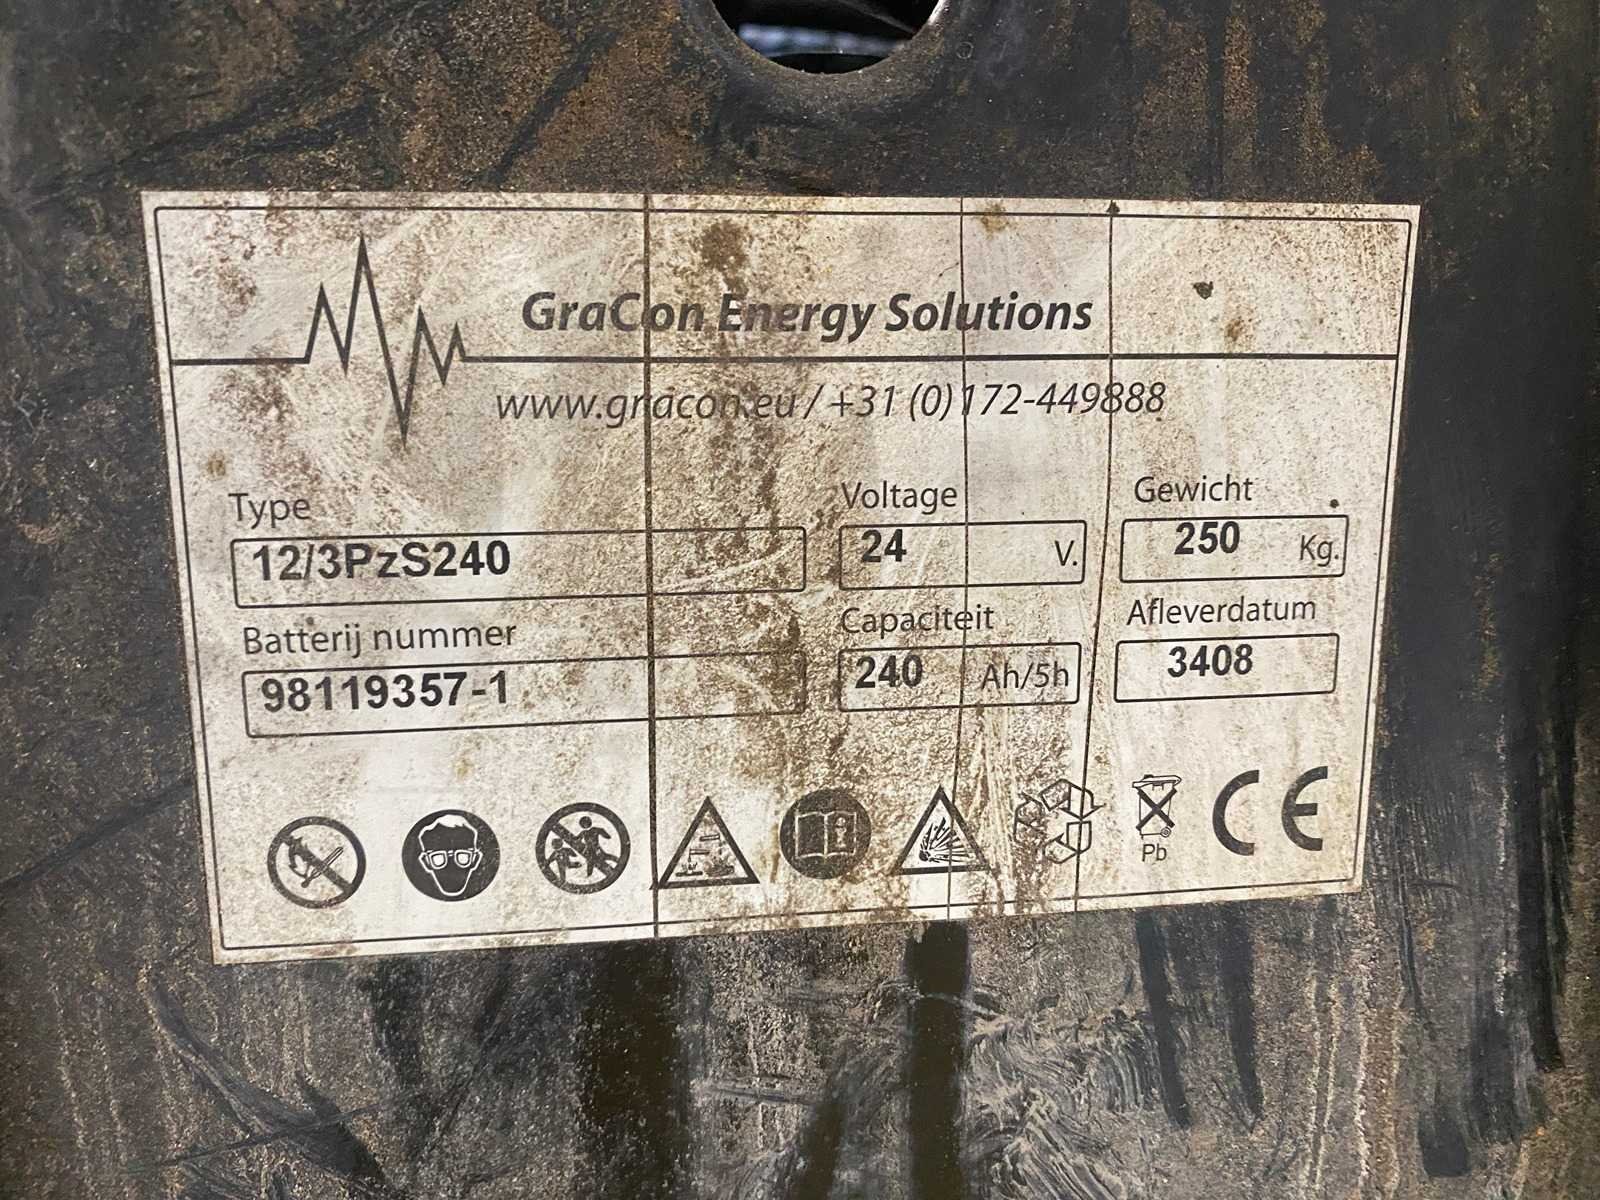 GraCon Energy Solutions
www.gracon.eu / +31 (0)172-449888
Type Voltage Gewicht
12/3PzS240 24 V. 250 Kg.
Batterij nummer Capaciteit Afleverdatum
98119357-1 240 Ah/5h 3408
Pb CE